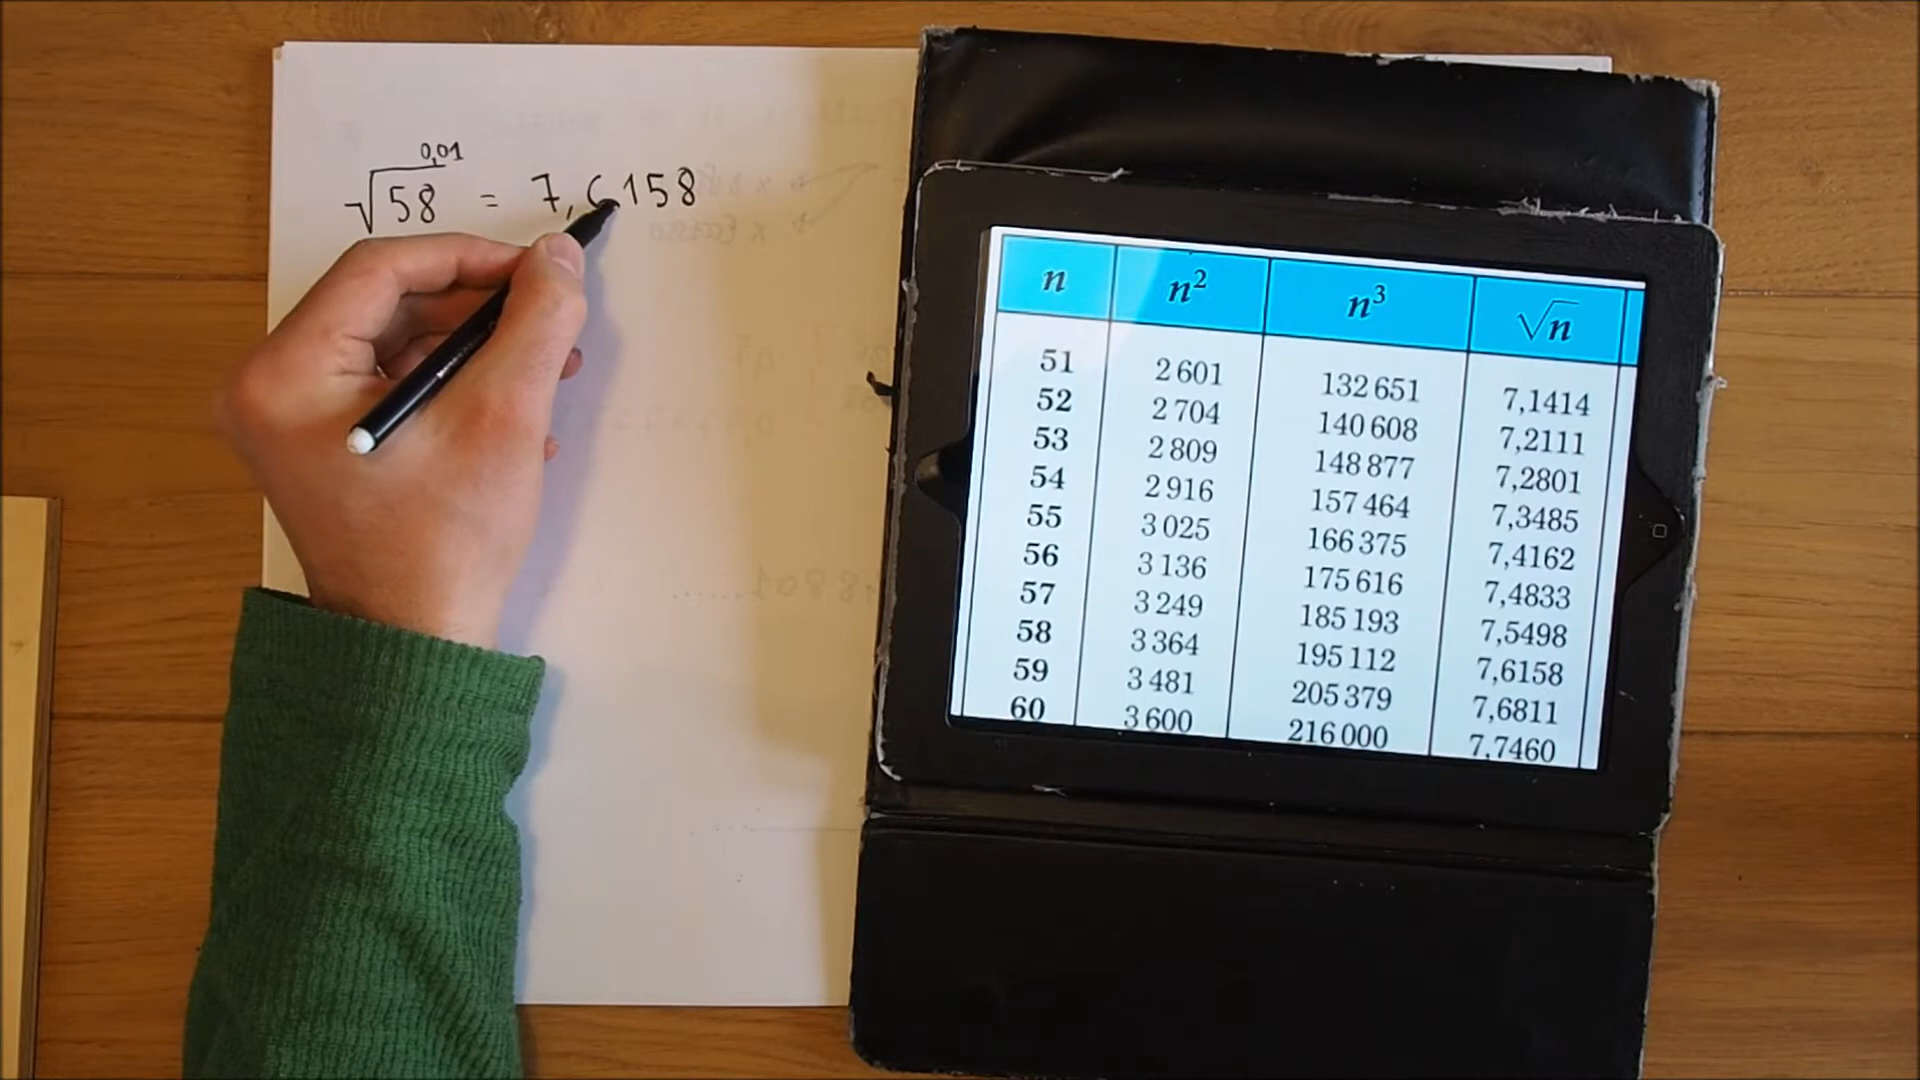 0,01
√58 = 7,6158
n n² n³ √n
51 2 601 132 651 7,1414
52 2 704 140 608 7,2111
53 2 809 148 877 7,2801
54 2 916 157 464 7,3485
55 3 025 166 375 7,4162
56 3 136 175 616 7,4833
57 3 249 185 193 7,5498
58 3 364 195 112 7,6158
59 3 481 205 379 7,6811
60 3 600 216 000 7,7460